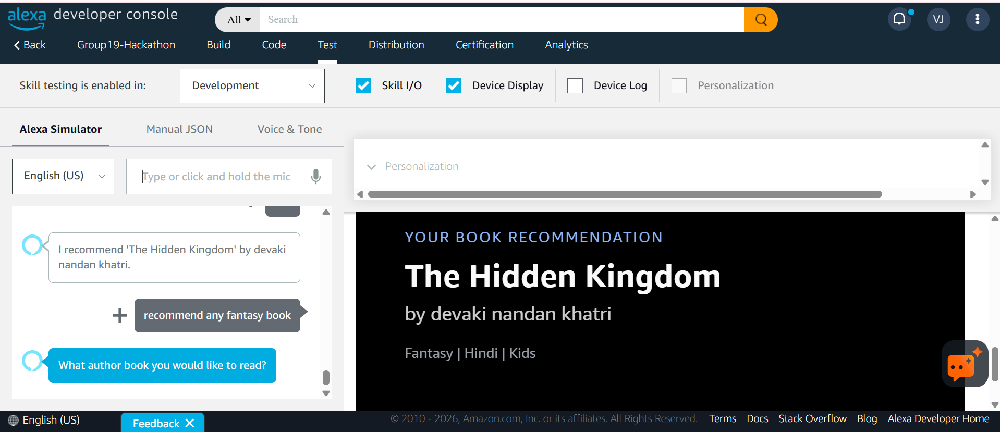 alexa developer console
All
Search
VJ
Back
Group19-Hackathon
Build
Code
Test
Distribution
Certification
Analytics
Skill testing is enabled in:
Development
Skill I/O
Device Display
Device Log
Personalization
Alexa Simulator
Manual JSON
Voice & Tone
English (US)
Type or click and hold the mic
I recommend 'The Hidden Kingdom' by devaki
nandan khatri.
recommend any fantasy book
What author book you would like to read?
Personalization
YOUR BOOK RECOMMENDATION
The Hidden Kingdom
by devaki nandan khatri
Fantasy | Hindi | Kids
English (US)
Feedback
© 2010 - 2026, Amazon.com, Inc. or its affiliates. All Rights Reserved.
Terms
Docs
Stack Overflow
Blog
Alexa Developer Home